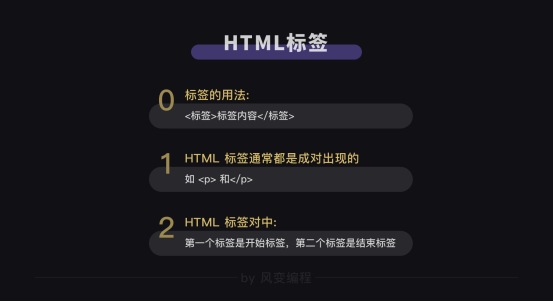 HTML标签
0
标签的用法:
<标签>标签内容</标签>
1
HTML 标签通常都是成对出现的
如 <p> 和</p>
2
HTML 标签对中:
第一个标签是开始标签，第二个标签是结束标签
by 风变编程